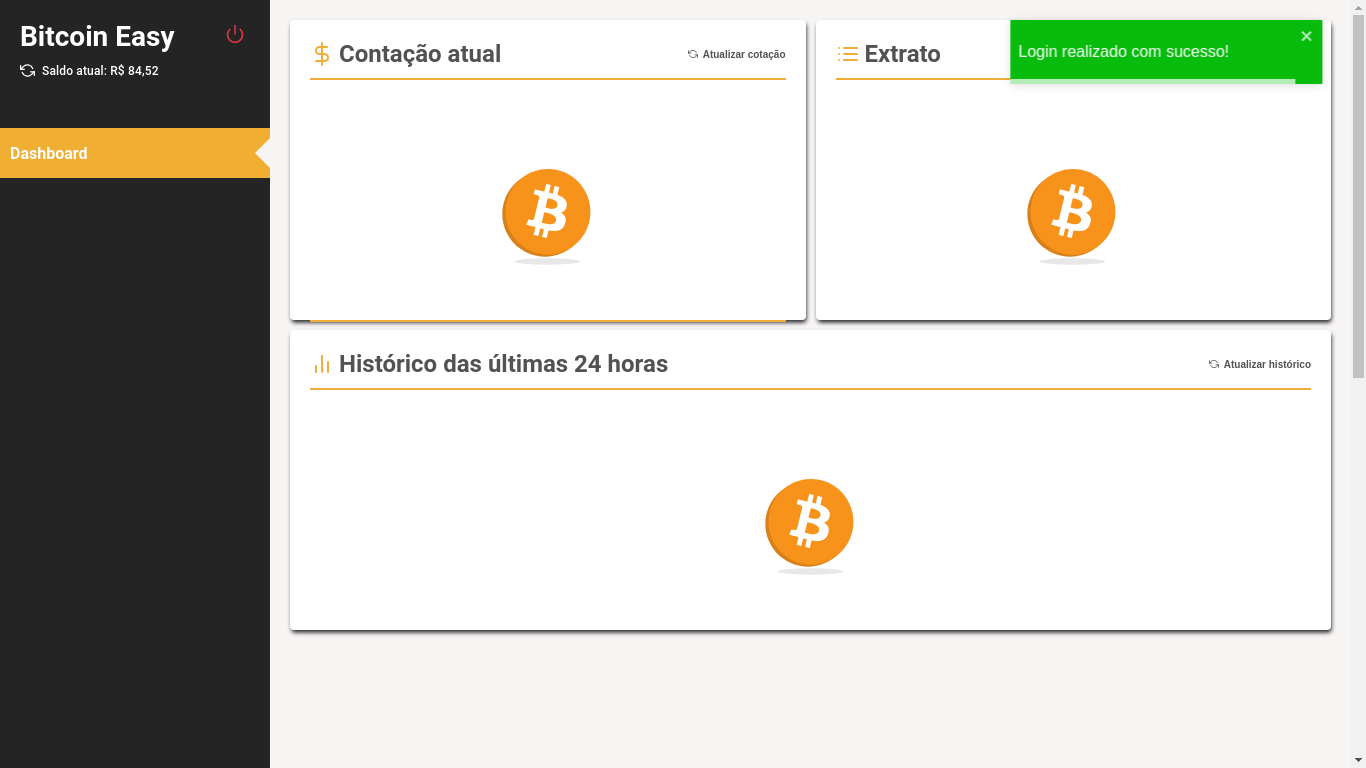 Bitcoin Easy
Saldo atual: R$ 84,52
Dashboard
Contação atual
Atualizar cotação
Extrato
Login realizado com sucesso!
Histórico das últimas 24 horas
Atualizar histórico